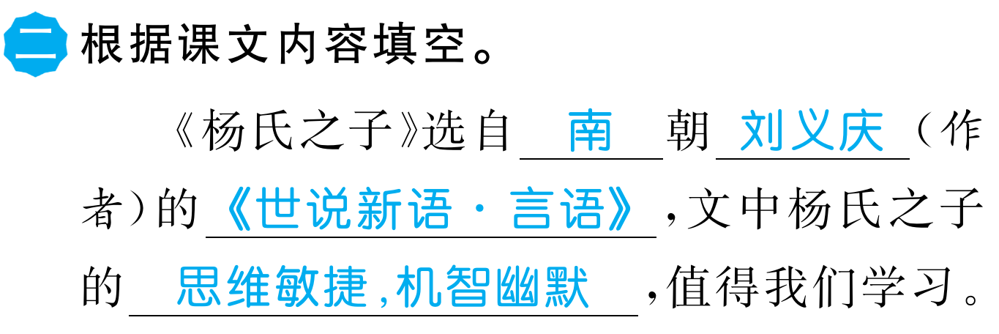 二 根据课文内容填空。
《杨氏之子》选自 南 朝 刘义庆（作
者）的《世说新语·言语》，文中杨氏之子
的 思维敏捷，机智幽默 ，值得我们学习。